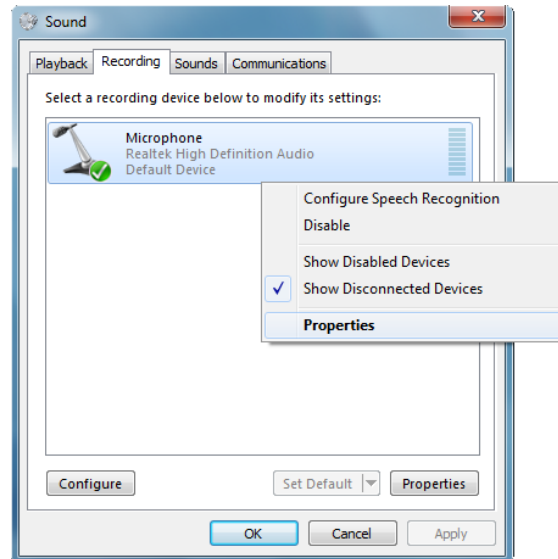 Sound
Playback Recording Sounds Communications
Select a recording device below to modify its settings:
Microphone
Realtek High Definition Audio
Default Device
Configure Speech Recognition
Disable
Show Disabled Devices
Show Disconnected Devices
Properties
Configure Set Default Properties
OK Cancel Apply